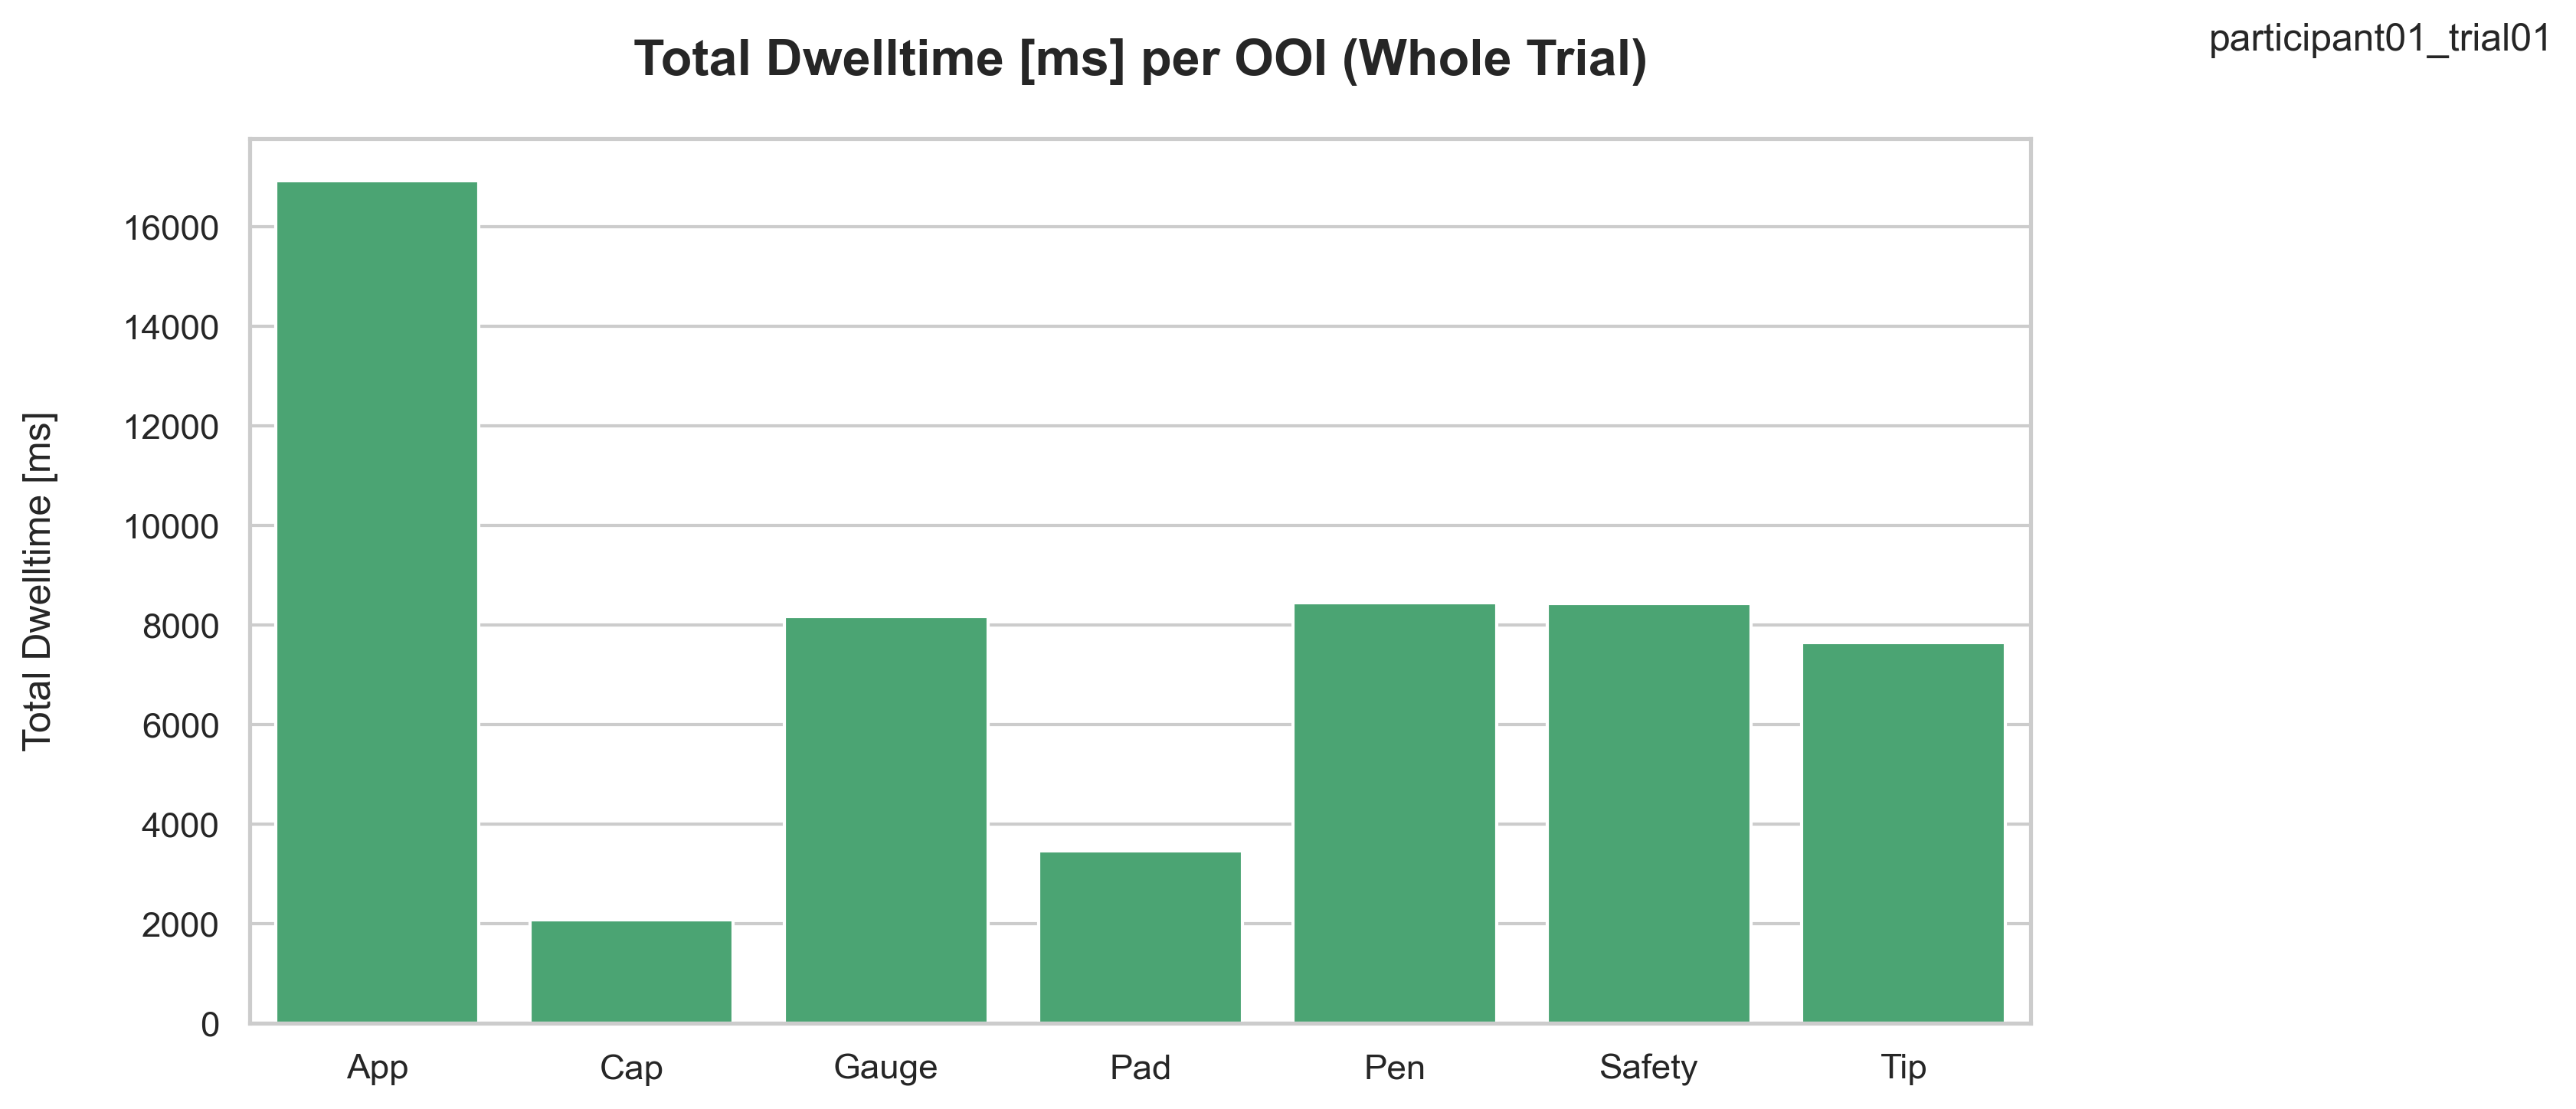 participant01_trial01
Total Dwelltime [ms] per OOI (Whole Trial)
Total Dwelltime [ms]
16000
14000
12000
10000
8000
6000
4000
2000
0
App Cap Gauge Pad Pen Safety Tip